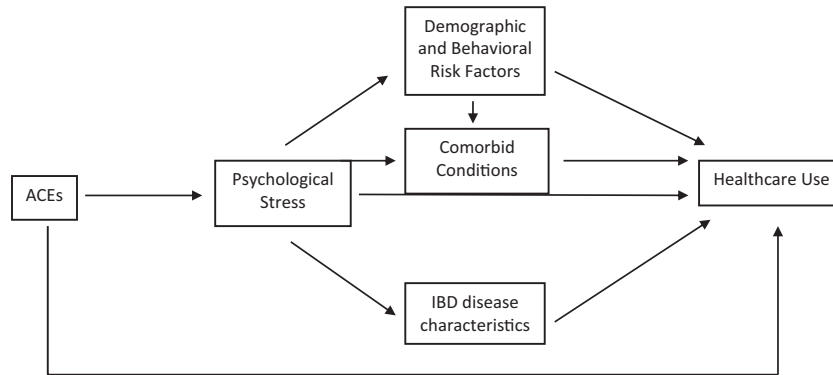 Demographic
and Behavioral
Risk Factors
Comorbid
Conditions
Psychological
Stress
Healthcare Use
ACEs
IBD disease
characteristics